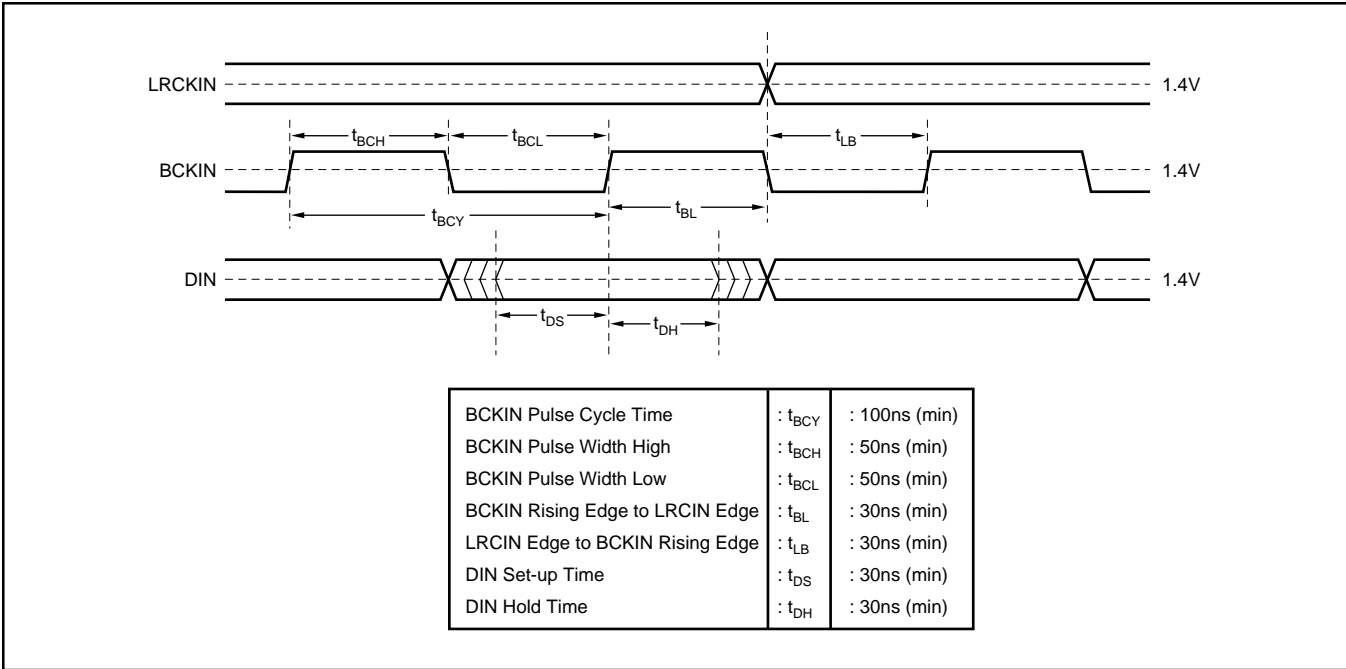 LRCKIN 1.4V
tBCH tBCL tLB
BCKIN 1.4V
tBCY tBL
DIN 1.4V
tDS tDH
BCKIN Pulse Cycle Time : tBCY : 100ns (min)
BCKIN Pulse Width High : tBCH : 50ns (min)
BCKIN Pulse Width Low : tBCL : 50ns (min)
BCKIN Rising Edge to LRCIN Edge : tBL : 30ns (min)
LRCIN Edge to BCKIN Rising Edge : tLB : 30ns (min)
DIN Set-up Time : tDS : 30ns (min)
DIN Hold Time : tDH : 30ns (min)